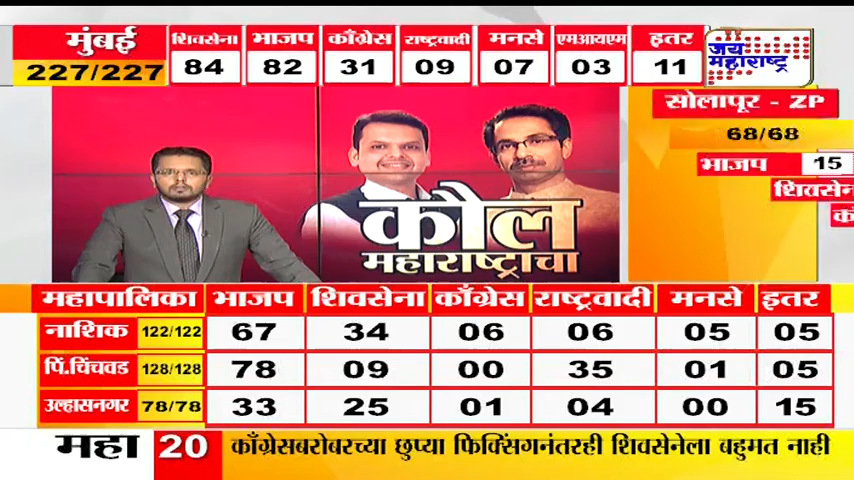 मुंबई शिवसेना भाजप काँग्रेस राष्ट्रवादी मनसे एमआयएम इतर
227/227 84 82 31 09 07 03 11
जय महाराष्ट्र
सोलापूर - ZP
68/68
भाजप 15
शिवसेन
कौल
महाराष्ट्राचा
महापालिका भाजप शिवसेना काँग्रेस राष्ट्रवादी मनसे इतर
नाशिक 122/122 67 34 06 06 05 05
पिं.चिंचवड 128/128 78 09 00 35 01 05
उल्हासनगर 78/78 33 25 01 04 00 15
महा 20 काँग्रेसबरोबरच्या छुप्या फिक्सिंगनंतरही शिवसेनेला बहुमत नाही